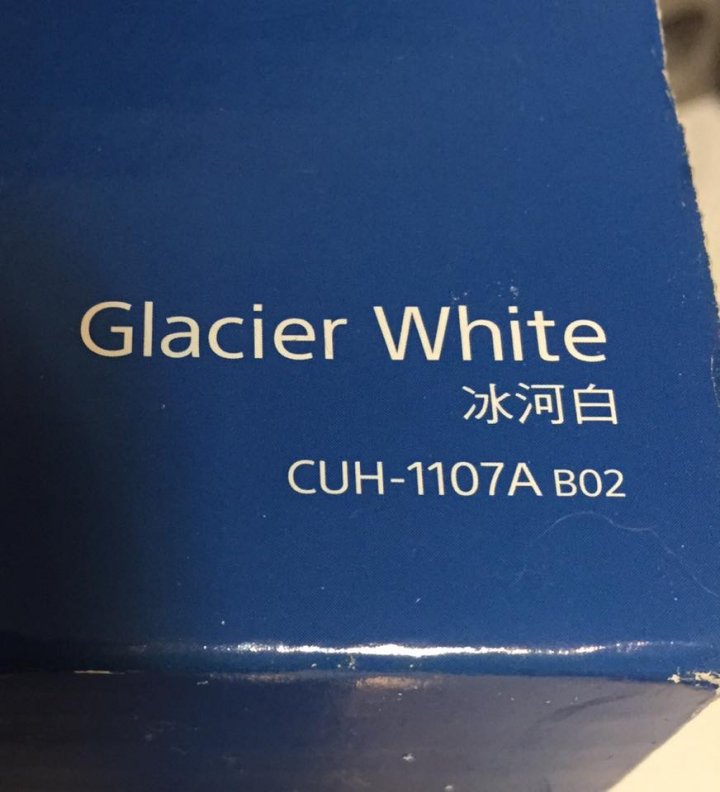 Glacier White
冰河白
CUH-1107A B02